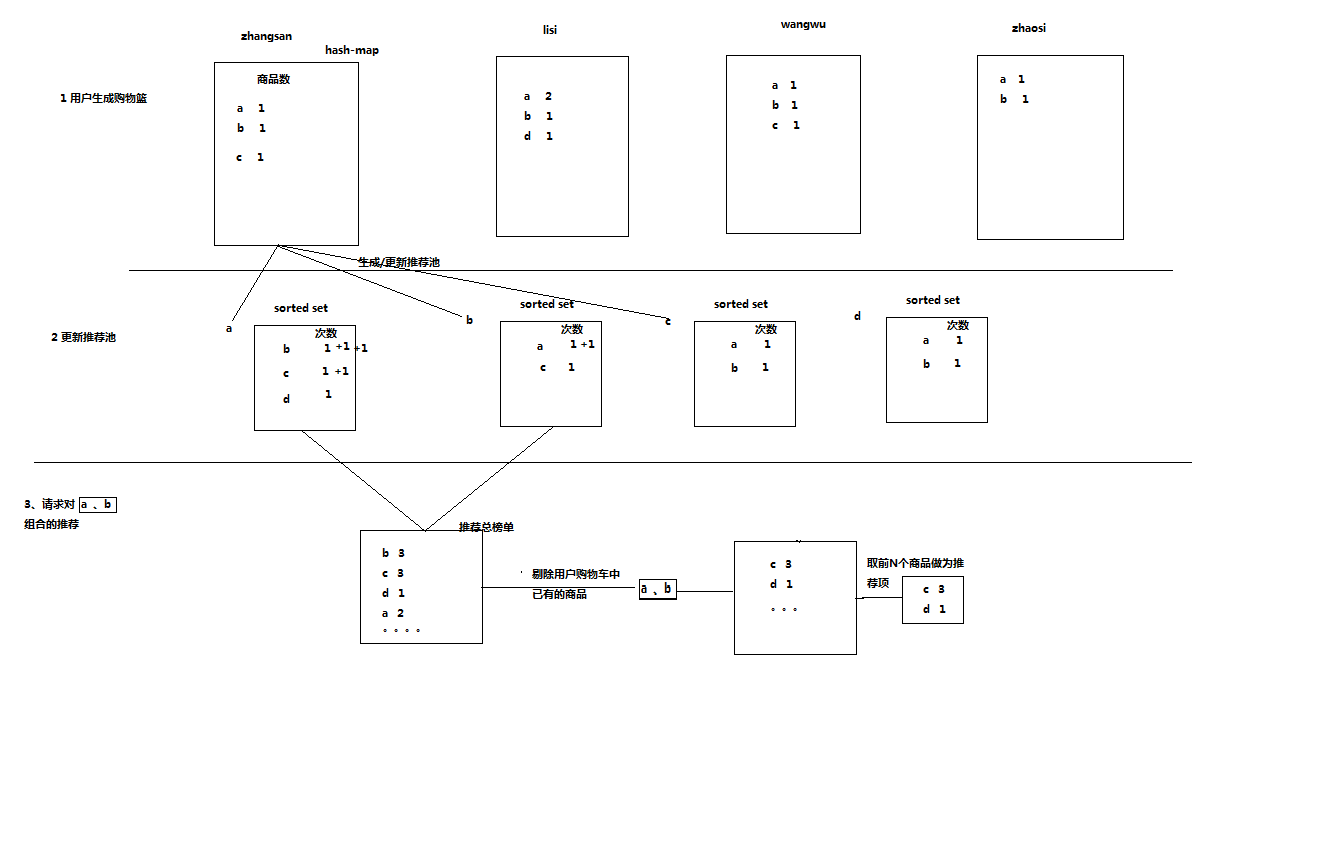 zhangsan
hash-map
lisi
wangwu
zhaosi
1 用户生成购物篮
商品数
a 1
b 1
c 1
a 2
b 1
d 1
a 1
b 1
c 1
a 1
b 1
生成/更新推荐池
2 更新推荐池
a
sorted set
次数
b 1 +1 +1
c 1 +1
d 1
b
sorted set
次数
a 1 +1
c 1
c
sorted set
次数
a 1
b 1
d
sorted set
次数
a 1
b 1
3、请求对 a 、b
组合的推荐
推荐总榜单
b 3
c 3
d 1
a 2
。。。。
剔除用户购物车中
已有的商品
a 、b
c 3
d 1
。。。
取前N个商品做为推
荐项
c 3
d 1